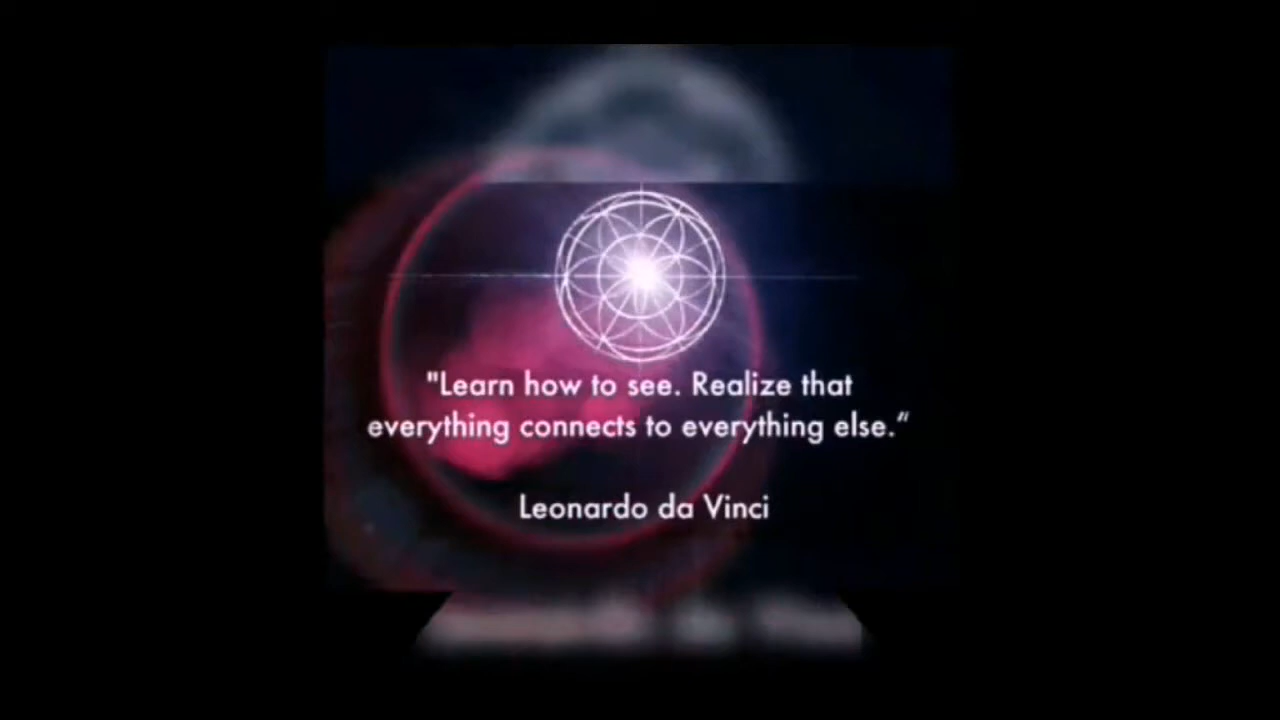 "Learn how to see. Realize that
everything connects to everything else.“
Leonardo da Vinci